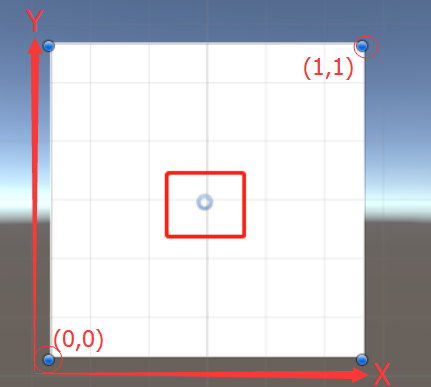 Y
(1,1)
(0,0)
X